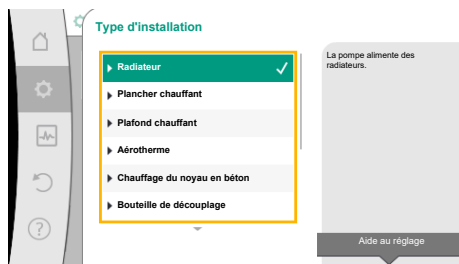 Type d'installation
Radiateur
Plancher chauffant
Plafond chauffant
Aérotherme
Chauffage du noyau en béton
Bouteille de découplage
La pompe alimente des
radiateurs.
Aide au réglage